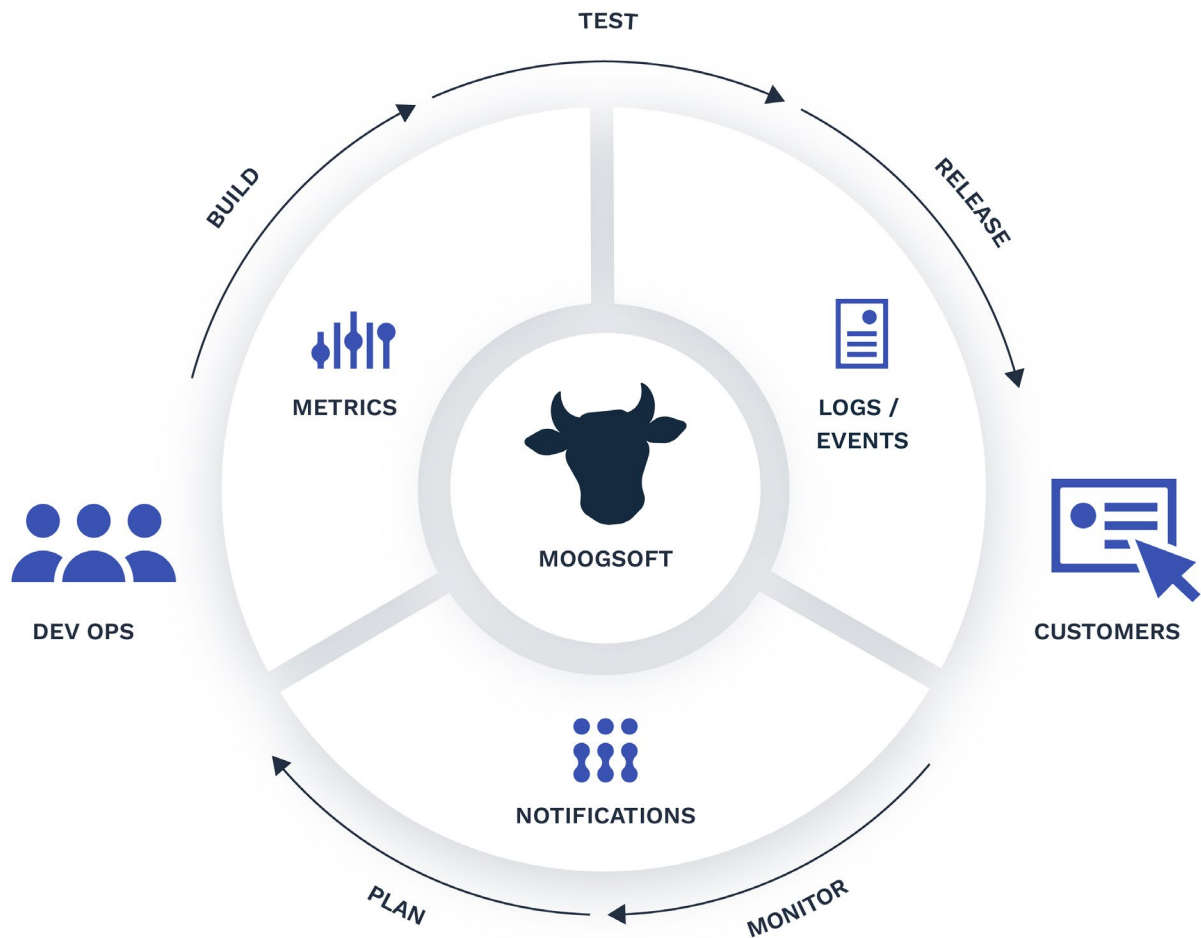 TEST
BUILD
RELEASE
METRICS
LOGS /
EVENTS
MOOGSOFT
DEV OPS
CUSTOMERS
NOTIFICATIONS
PLAN
MONITOR